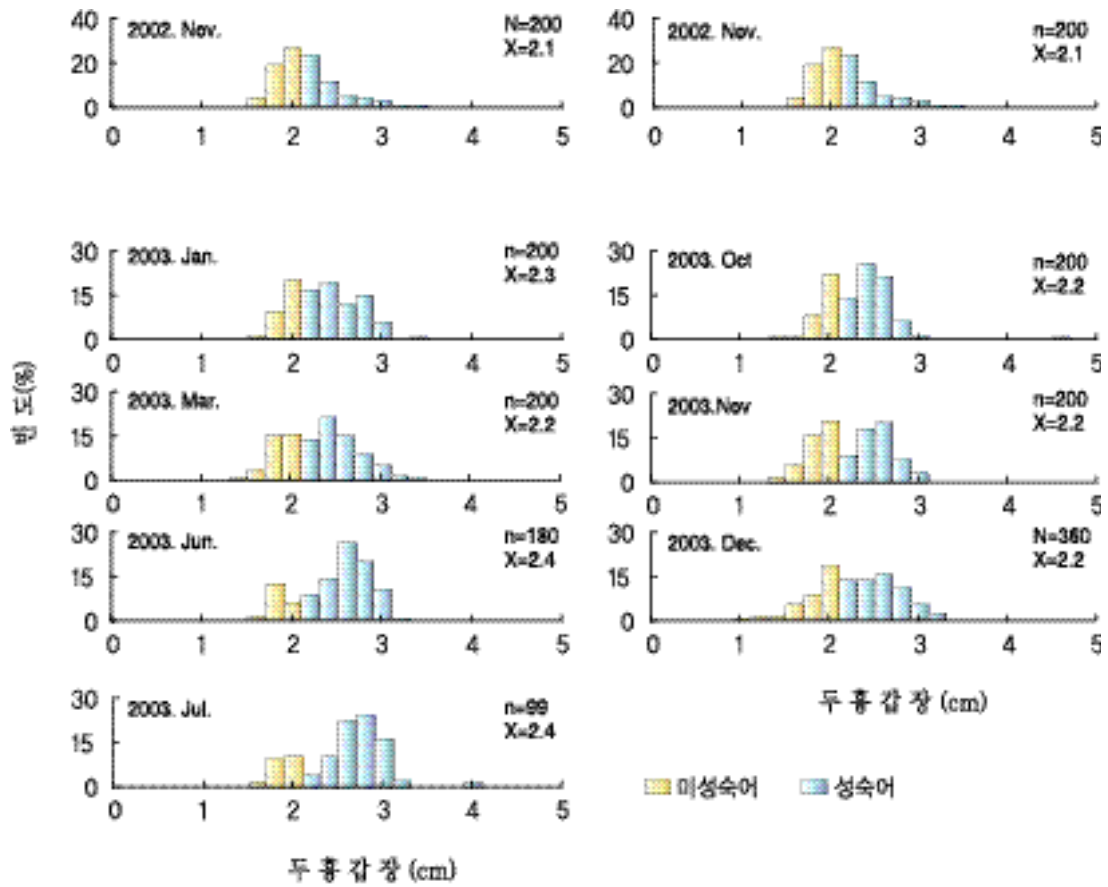 40
20
0
2002. Nov.
N=200
X=2.1
0 1 2 3 4 5
30
15
0
2003. Jan.
n=200
X=2.3
0 1 2 3 4 5
빈 도(%)
30
15
0
2003. Mar.
n=200
X=2.2
0 1 2 3 4 5
30
15
0
2003. Jun.
n=180
X=2.4
0 1 2 3 4 5
30
15
0
2003. Jul.
n=99
X=2.4
0 1 2 3 4 5
두 흉 갑 장 (cm)
40
20
0
2002. Nov.
n=200
X=2.1
0 1 2 3 4 5
30
15
0
2003. Oct
n=200
X=2.2
0 1 2 3 4 5
30
15
0
2003.Nov
n=200
X=2.2
0 1 2 3 4 5
30
15
0
2003. Dec.
N=360
X=2.2
0 1 2 3 4 5
두 흉 갑 장 (cm)
미성숙어 성숙어